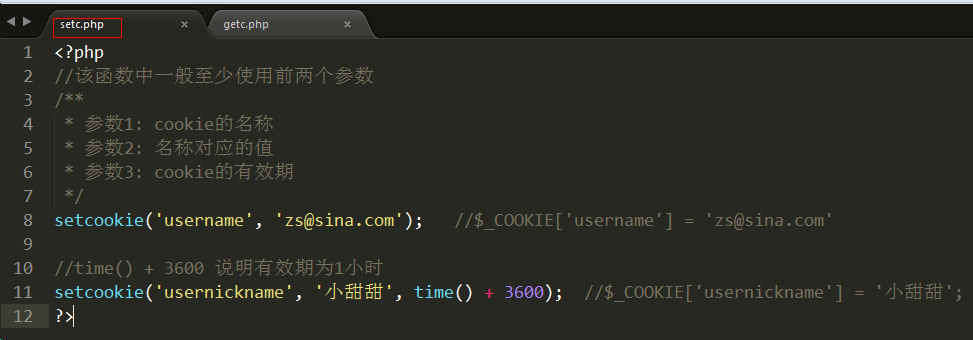 setc.php × getc.php ×
1 <?php
2 //该函数中一般至少使用前两个参数
3 /**
4 * 参数1: cookie的名称
5 * 参数2: 名称对应的值
6 * 参数3: cookie的有效期
7 */
8 setcookie('username', 'zs@sina.com'); //$_COOKIE['username'] = 'zs@sina.com'
9
10 //time() + 3600 说明有效期为1小时
11 setcookie('usernickname', '小甜甜', time() + 3600); //$_COOKIE['usernickname'] = '小甜甜';
12 ?>